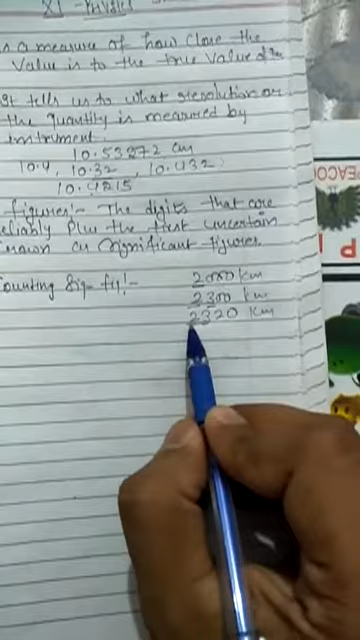 XI - PHYSICS
is a measure of how close the
value is to the true value of the
It tells us to what resolution or
the quantity is measured by
instrument.
10.53272 cm
10.4, 10.32, 10.432
10.4215
figures:- The digits that are
reliably plus the first uncertain
known as significant figures.
Counting Sig-fig:-
2000 km
2300 km
2320 km